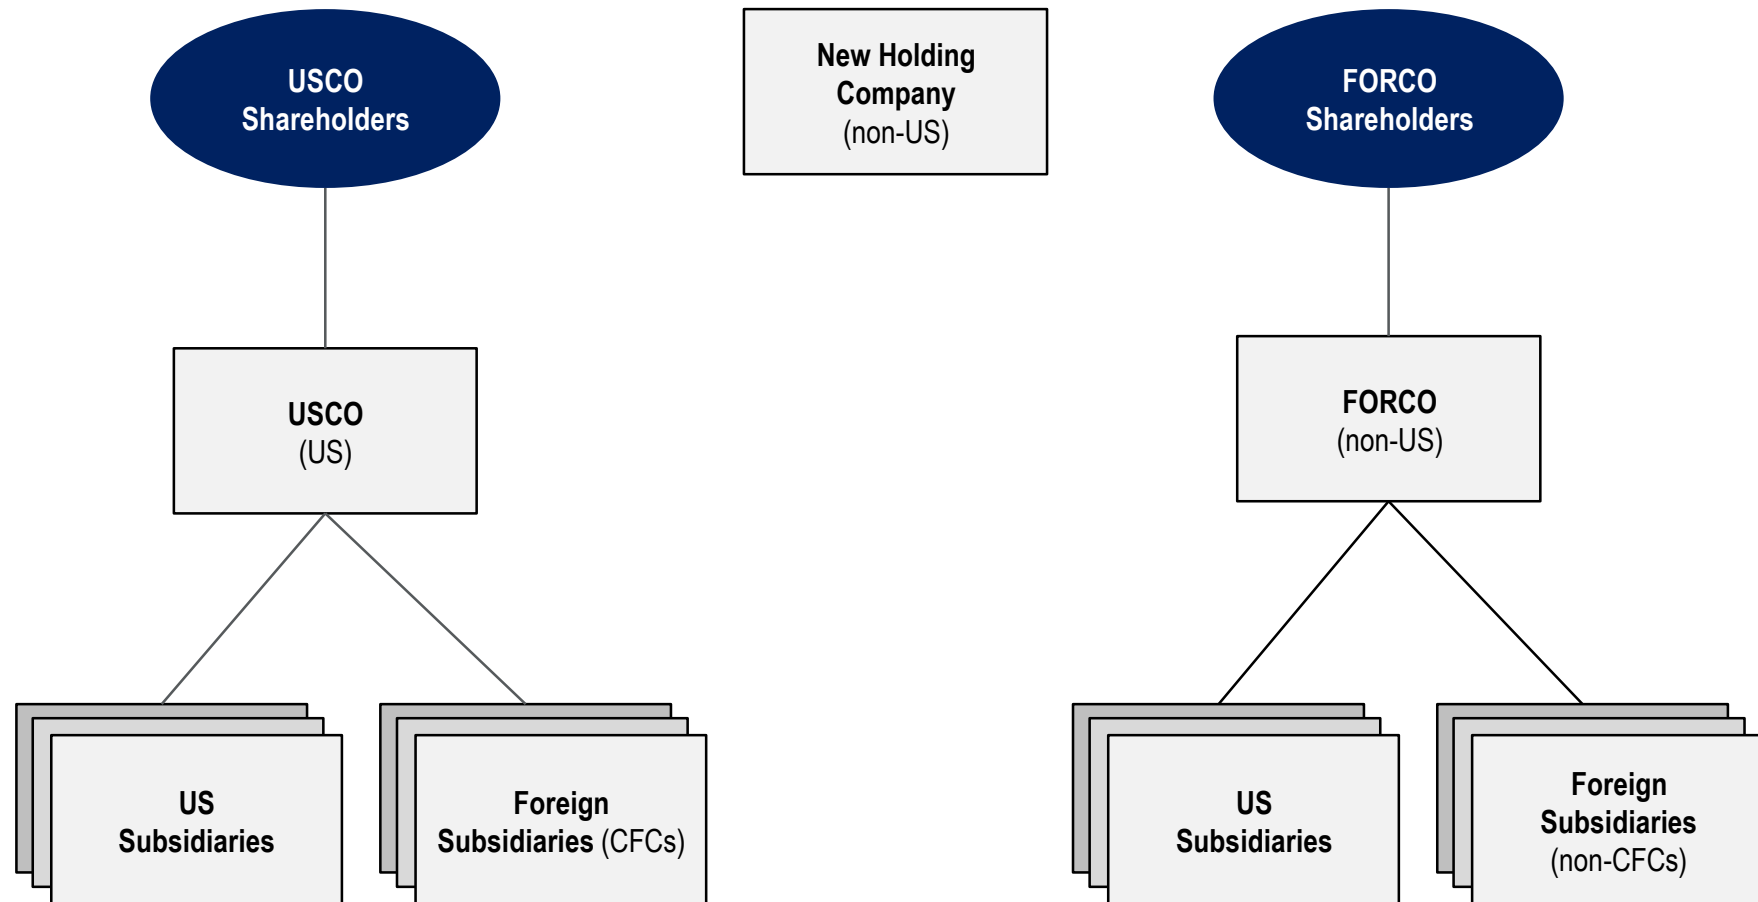 USCO
Shareholders
New Holding
Company
(non-US)
FORCO
Shareholders
USCO
(US)
FORCO
(non-US)
US
Subsidiaries
Foreign
Subsidiaries (CFCs)
US
Subsidiaries
Foreign
Subsidiaries
(non-CFCs)